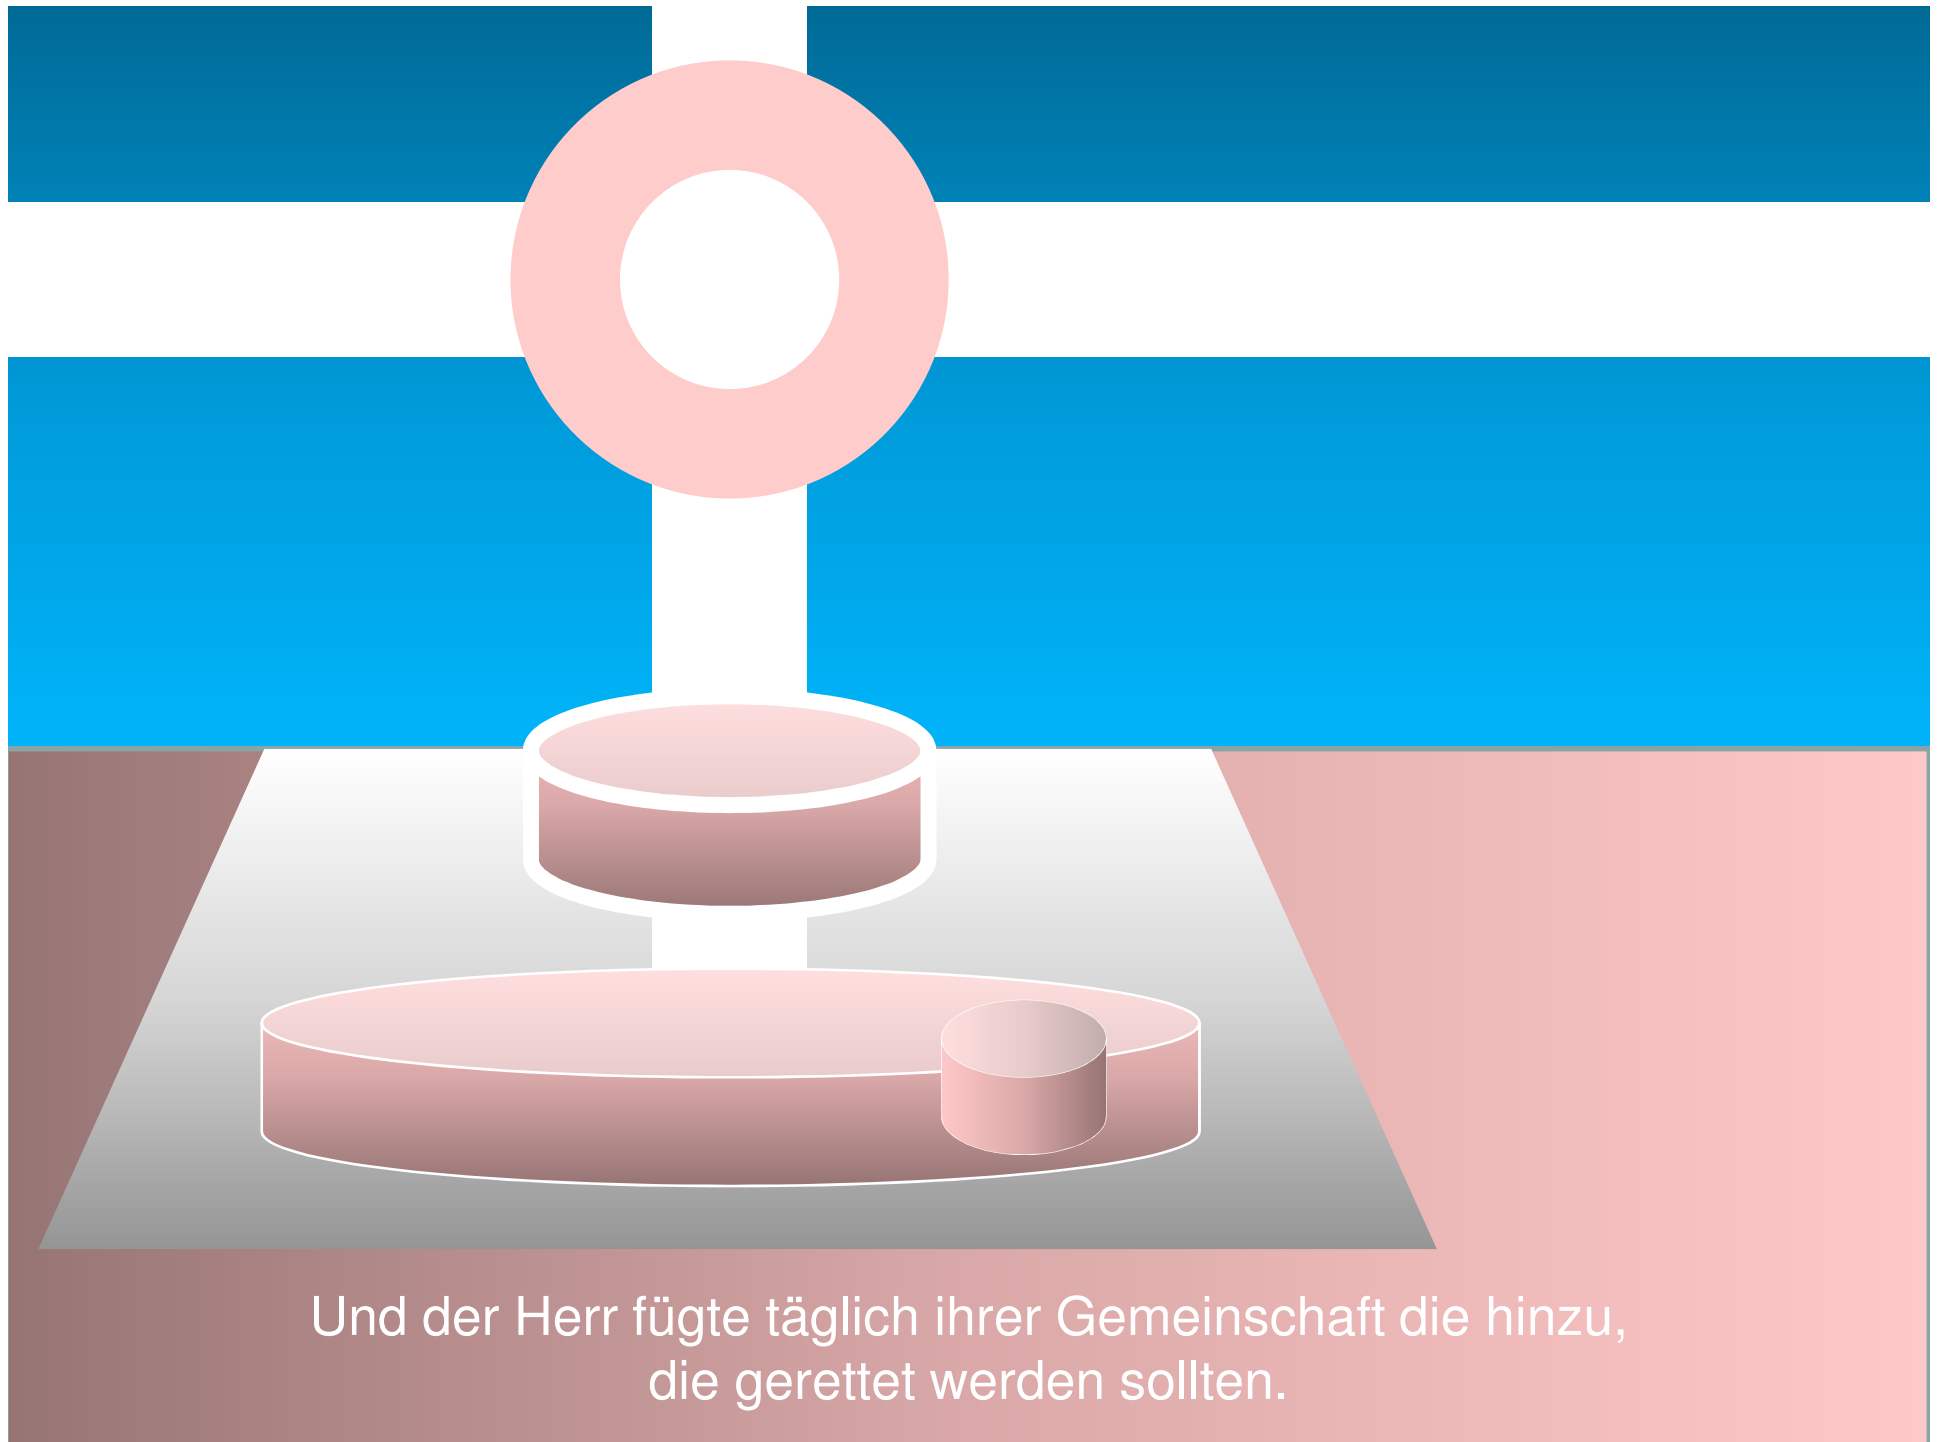 Und der Herr fügte täglich ihrer Gemeinschaft die hinzu,
die gerettet werden sollten.